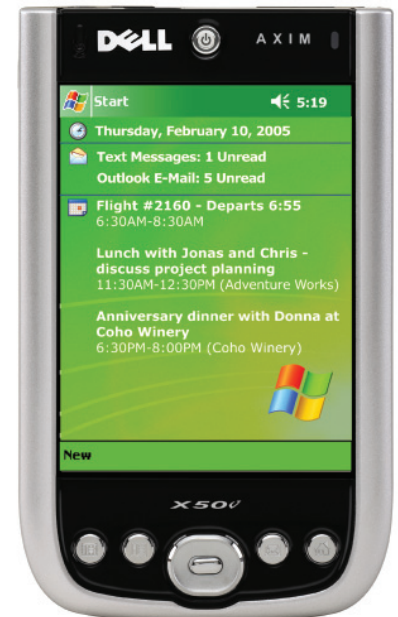 DELL AXIM
Start 5:19
Thursday, February 10, 2005
Text Messages: 1 Unread
Outlook E-Mail: 5 Unread
Flight #2160 - Departs 6:55
6:30AM-8:30AM
Lunch with Jonas and Chris -
discuss project planning
11:30AM-12:30PM (Adventure Works)
Anniversary dinner with Donna at
Coho Winery
6:30PM-8:00PM (Coho Winery)
New
X50v